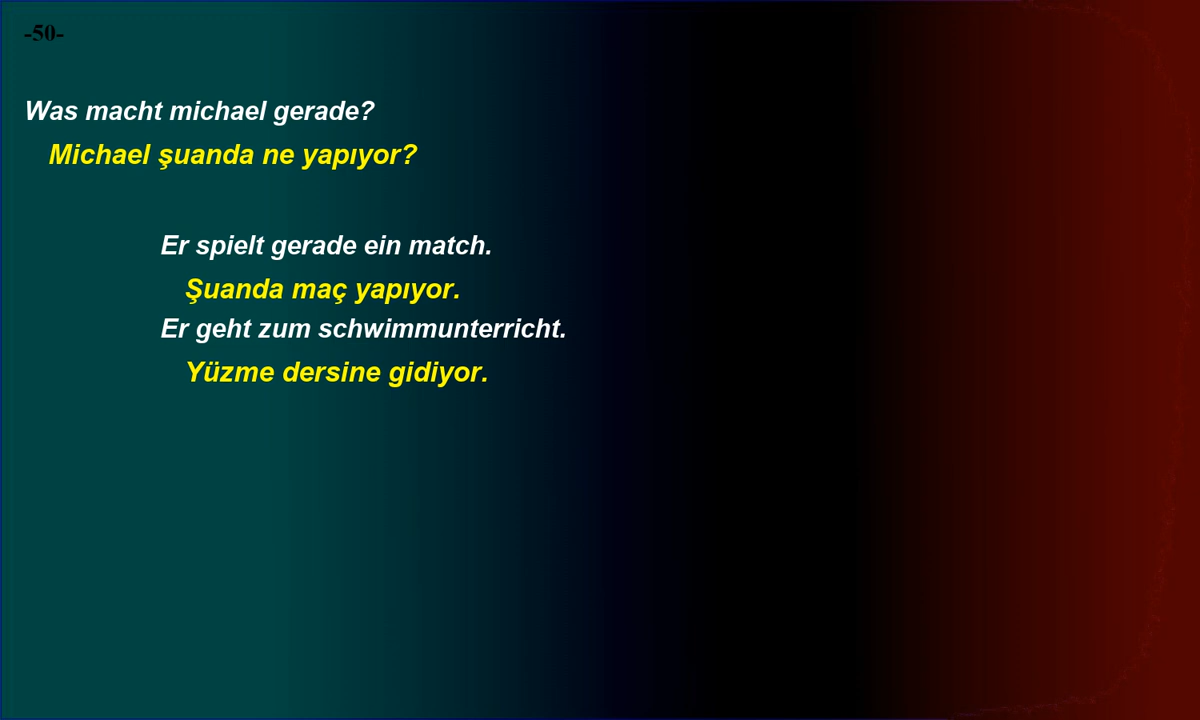 -50-
Was macht michael gerade?
Michael şuanda ne yapıyor?
Er spielt gerade ein match.
Şuanda maç yapıyor.
Er geht zum schwimmunterricht.
Yüzme dersine gidiyor.